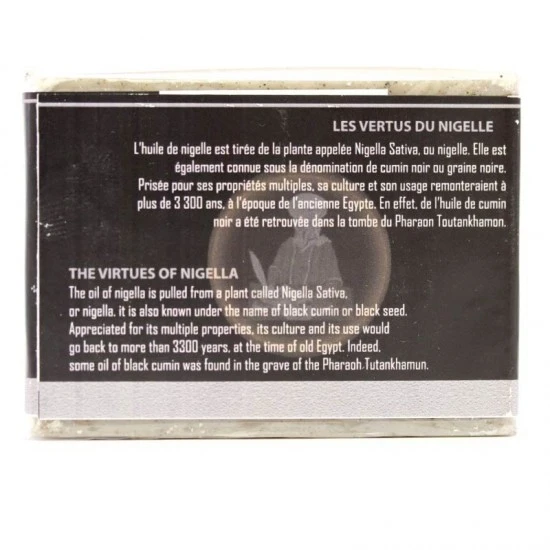 LES VERTUS DU NIGELLE
L'huile de nigelle est tirée de la plante appelée Nigella Sativa, ou nigelle. Elle est
également connue sous la dénomination de cumin noir ou graine noire.
Prisée pour ses propriétés multiples, sa culture et son usage remonteraient à
plus de 3 300 ans, à l'époque de l'ancienne Egypte. En effet, de l'huile de cumin
noir a été retrouvée dans la tombe du Pharaon Toutankhamon.
THE VIRTUES OF NIGELLA
The oil of nigella is pulled from a plant called Nigella Sativa,
or nigella, it is also known under the name of black cumin or black seed.
Appreciated for its multiple properties, its culture and its use would
go back to more than 3300 years, at the time of old Egypt. Indeed,
some oil of black cumin was found in the grave of the Pharaoh Tutankhamun.